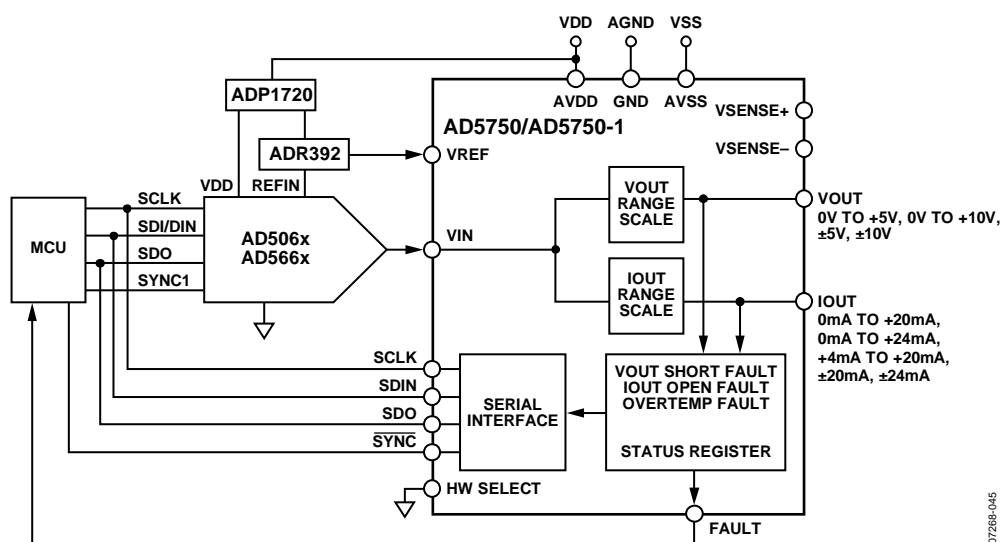 VDD
AGND
VSS
ADP1720
AVDD
GND
AVSS
AD5750/AD5750-1
VSENSE+
VSENSE–
ADR392
VREF
VDD
REFIN
MCU
SCLK
SDI/DIN
SDO
SYNC1
AD506x
AD566x
VIN
VOUT
RANGE
SCALE
VOUT
0V TO +5V, 0V TO +10V,
±5V, ±10V
IOUT
RANGE
SCALE
IOUT
0mA TO +20mA,
0mA TO +24mA,
+4mA TO +20mA,
±20mA, ±24mA
SCLK
SDIN
SDO
SYNC
SERIAL
INTERFACE
VOUT SHORT FAULT
IOUT OPEN FAULT
OVERTEMP FAULT
STATUS REGISTER
HW SELECT
FAULT
07268-045